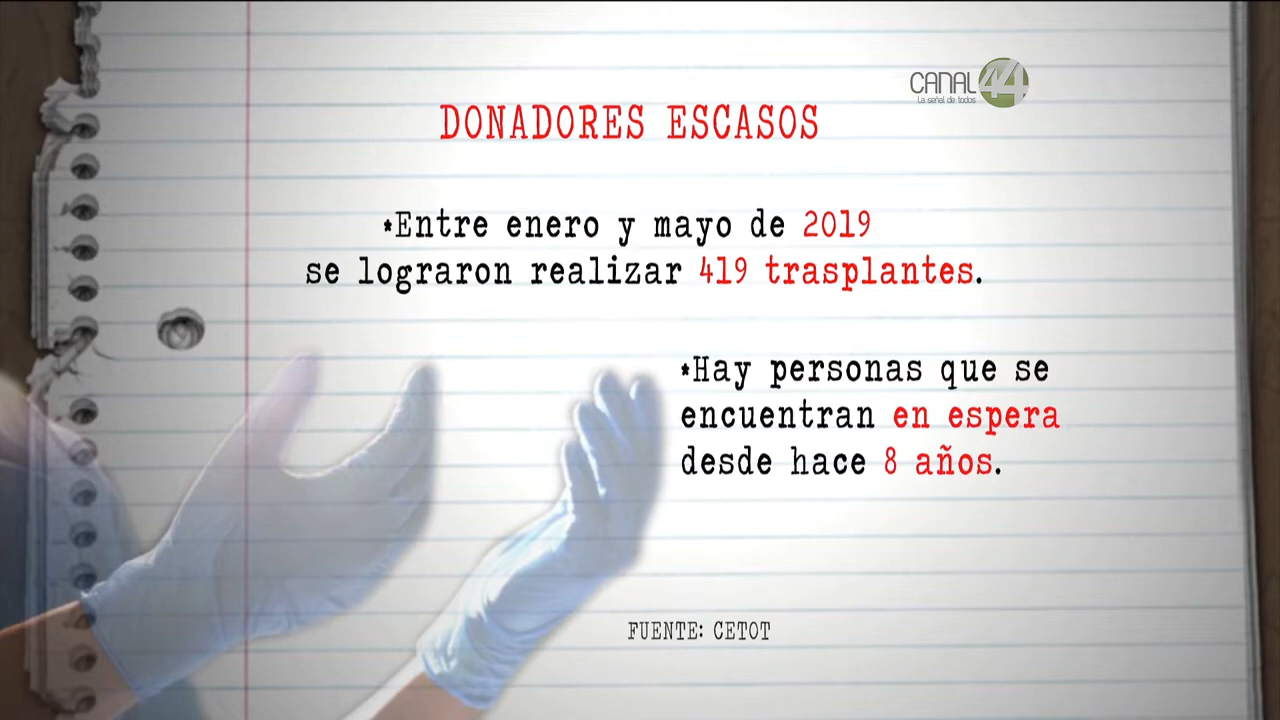 CANAL 44
La señal de todos
DONADORES ESCASOS
*Entre enero y mayo de 2019
se lograron realizar 419 trasplantes.
*Hay personas que se
encuentran en espera
desde hace 8 años.
FUENTE: CETOT